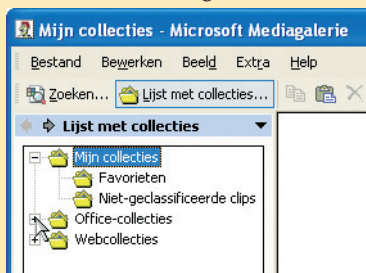 Mijn collecties - Microsoft Mediagalerie
Bestand Bewerken Beeld Extra Help
Zoeken... Lijst met collecties...
Lijst met collecties
Mijn collecties
Favorieten
Niet-geclassificeerde clips
Office-collecties
Webcollecties